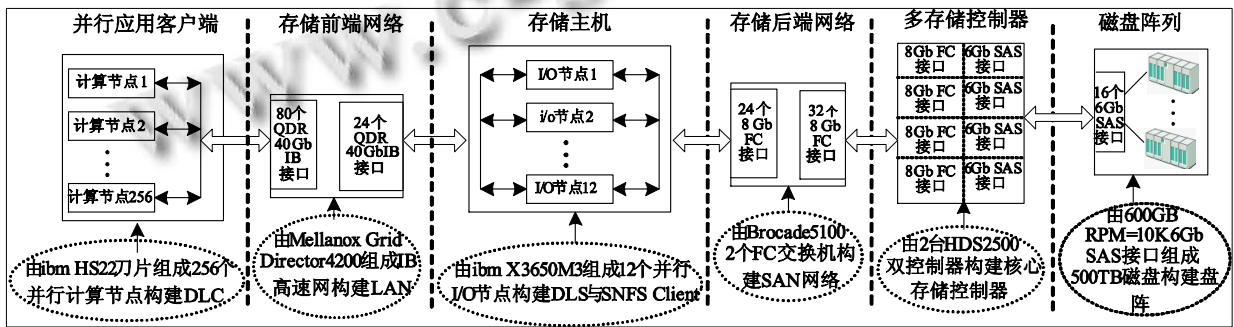 并行应用客户端
计算节点1
计算节点2
计算节点256
由ibm HS22刀片组成256个
并行计算节点构建DLC
存储前端网络
80个
QDR
40Gb
IB
接口
24个
QDR
40GbIB
接口
由Mellanox Grid
Director4200组成IB
高速网构建LAN
存储主机
I/O节点1
i/o节点2
I/O节点12
由ibm X3650M3组成12个并行
I/O节点构建DLS与SNFS Client
存储后端网络
24个
8 Gb
FC
接口
32个
8 Gb
FC
接口
由Brocade5100
2个FC交换机构
建SAN网络
多存储控制器
8Gb FC
接口
6Gb SAS
接口
8Gb FC
接口
6Gb SAS
接口
8Gb FC
接口
6Gb SAS
接口
8Gb FC
接口
6Gb SAS
接口
由2台HDS2500
双控制器构建核心
存储控制器
磁盘阵列
16个
6Gb
SAS
接口
由600GB
RPM=10K6Gb
SAS接口组成
500TB磁盘构建盘
阵
www.c